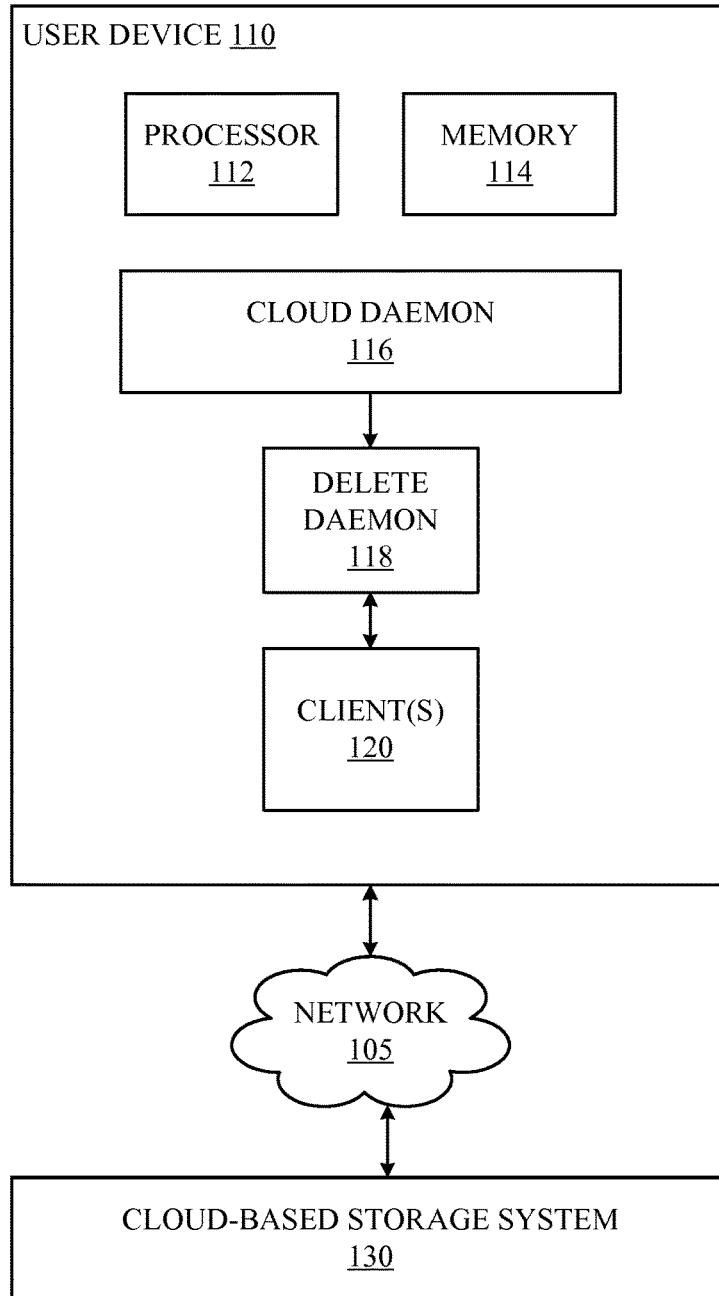 USER DEVICE 110
PROCESSOR
112
MEMORY
114
CLOUD DAEMON
116
DELETE
DAEMON
118
CLIENT(S)
120
NETWORK
105
CLOUD-BASED STORAGE SYSTEM
130